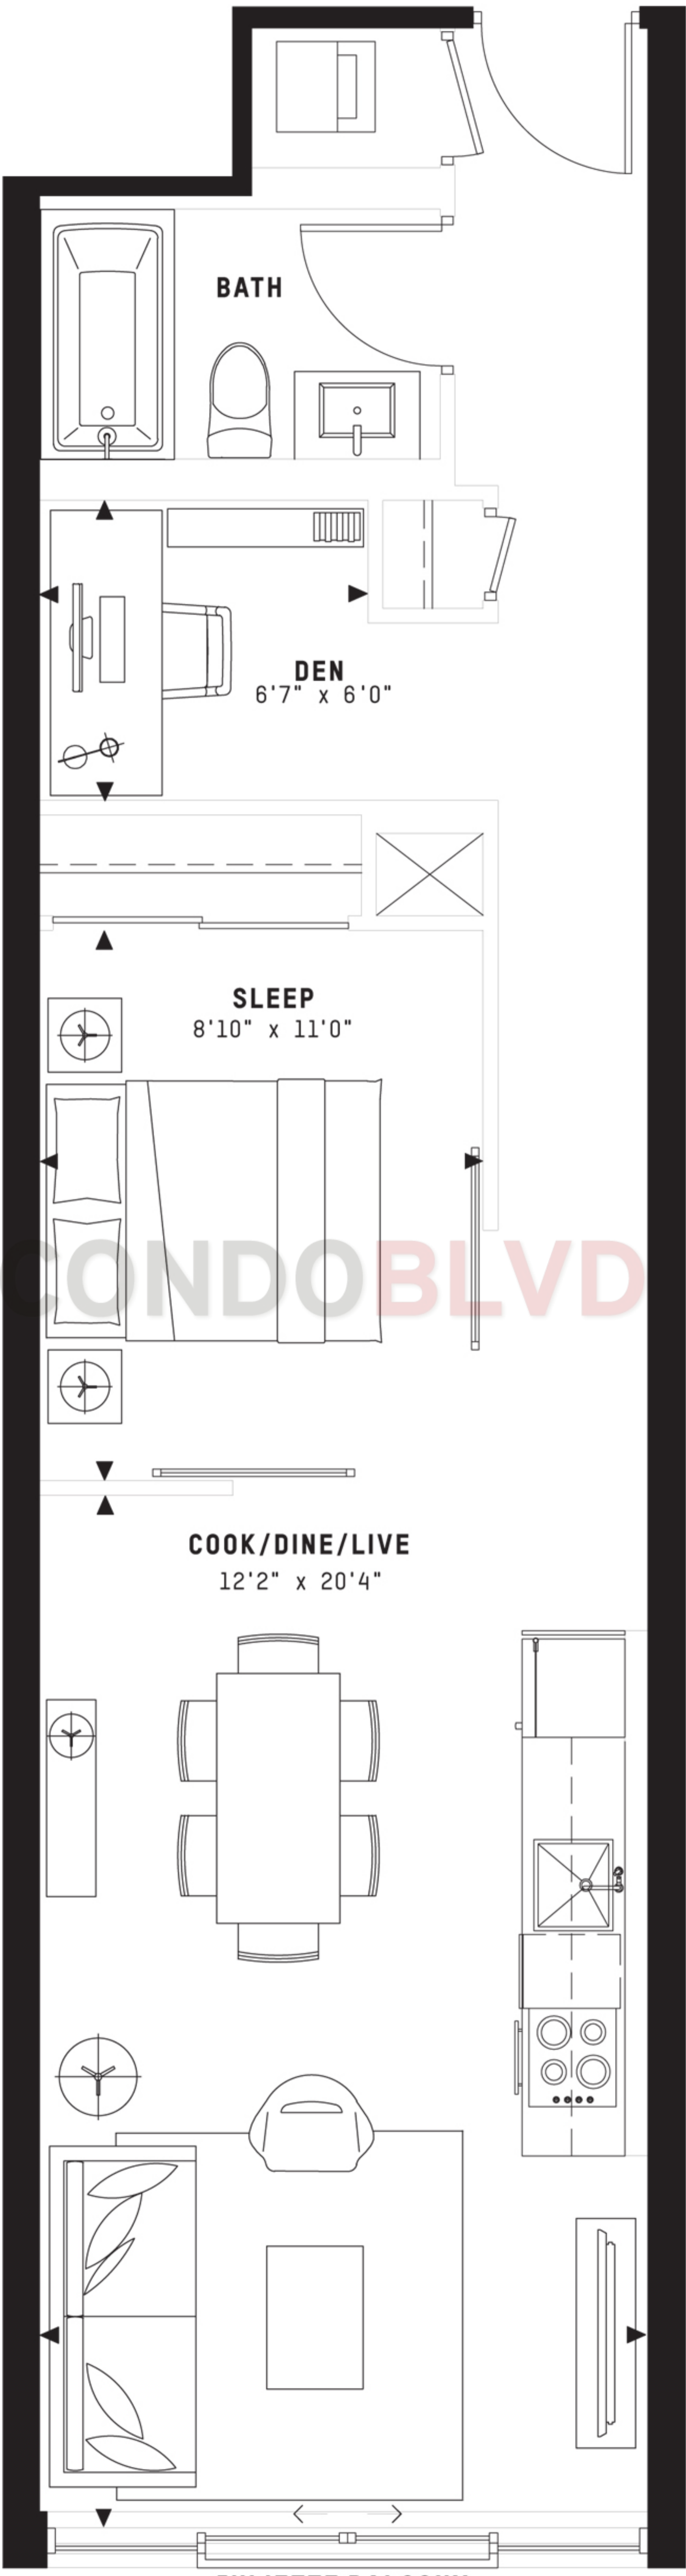 BATH
DEN
6'7" x 6'0"
SLEEP
8'10" x 11'0"
CONDOBLVD
COOK/DINE/LIVE
12'2" x 20'4"